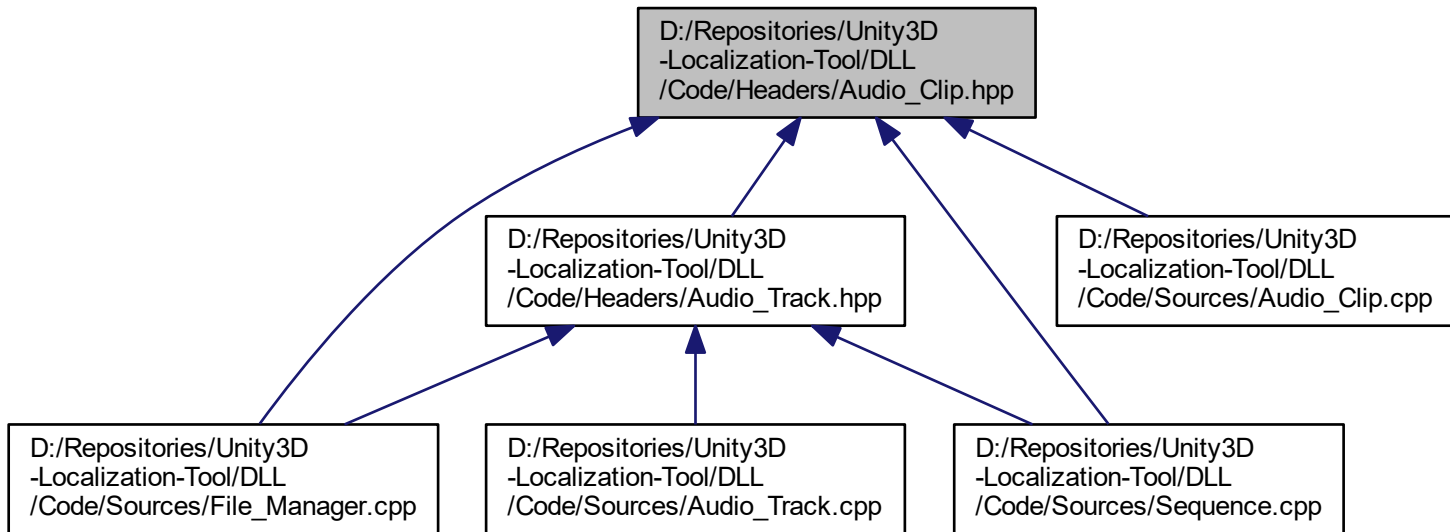 D:/Repositories/Unity3D
-Localization-Tool/DLL
/Code/Headers/Audio_Clip.hpp
D:/Repositories/Unity3D
-Localization-Tool/DLL
/Code/Headers/Audio_Track.hpp
D:/Repositories/Unity3D
-Localization-Tool/DLL
/Code/Sources/Audio_Clip.cpp
D:/Repositories/Unity3D
-Localization-Tool/DLL
/Code/Sources/File_Manager.cpp
D:/Repositories/Unity3D
-Localization-Tool/DLL
/Code/Sources/Audio_Track.cpp
D:/Repositories/Unity3D
-Localization-Tool/DLL
/Code/Sources/Sequence.cpp